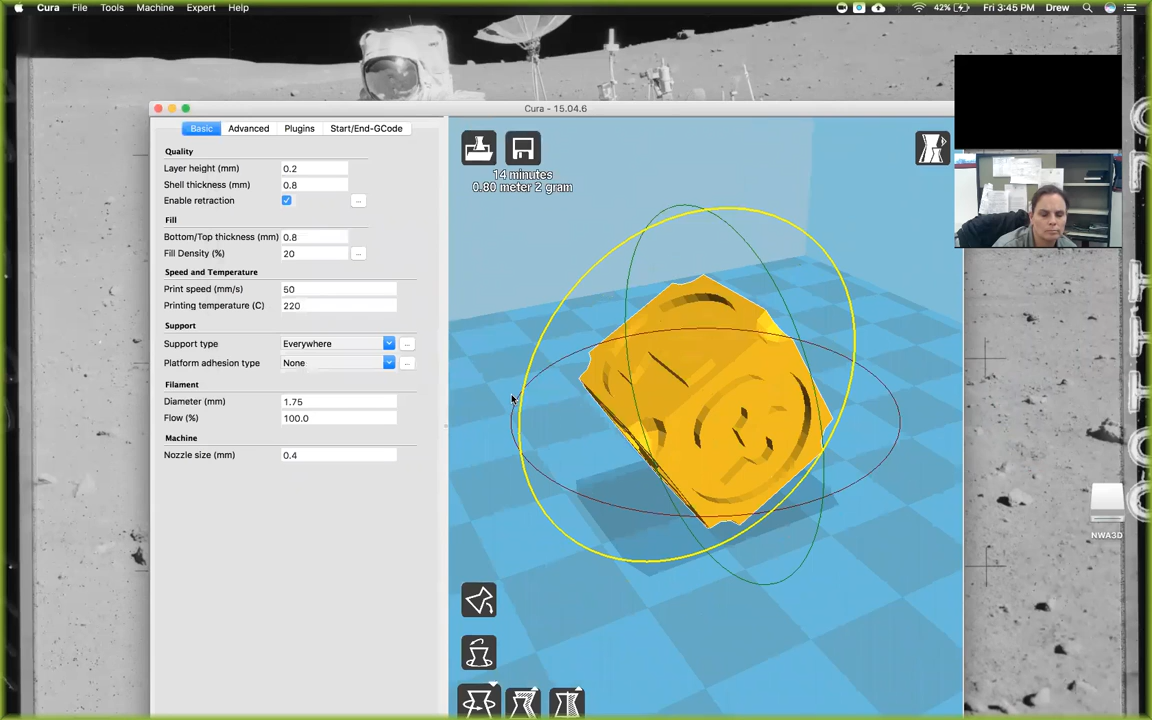 Cura File Tools Machine Expert Help 42% Fri 3:45 PM Drew
Cura - 15.04.6
Basic Advanced Plugins Start/End-GCode
Quality
Layer height (mm) 0.2
Shell thickness (mm) 0.8
Enable retraction ...
Fill
Bottom/Top thickness (mm) 0.8
Fill Density (%) 20 ...
Speed and Temperature
Print speed (mm/s) 50
Printing temperature (C) 220
Support
Support type Everywhere ...
Platform adhesion type None ...
Filament
Diameter (mm) 1.75
Flow (%) 100.0
Machine
Nozzle size (mm) 0.4
14 minutes
0.80 meter 2 gram
NWA3D